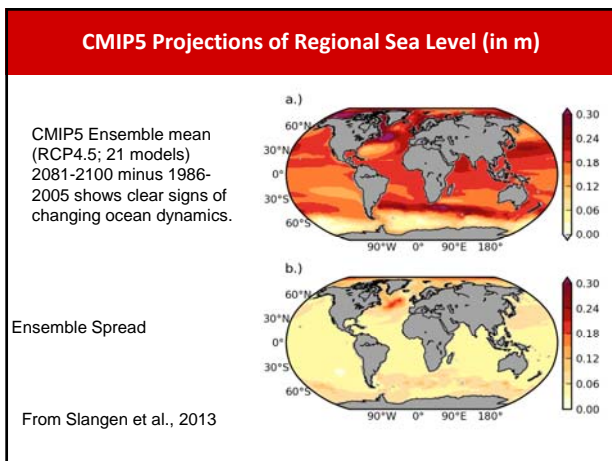 CMIP5 Projections of Regional Sea Level (in m)
CMIP5 Ensemble mean
(RCP4.5; 21 models)
2081-2100 minus 1986-
2005 shows clear signs of
changing ocean dynamics.
a.)
60°N
30°N
0°
30°S
60°S
90°W 0° 90°E 180°
0.30
0.24
0.18
0.12
0.06
0.00
Ensemble Spread
b.)
60°N
30°N
0°
30°S
60°S
90°W 0° 90°E 180°
0.30
0.24
0.18
0.12
0.06
0.00
From Slangen et al., 2013